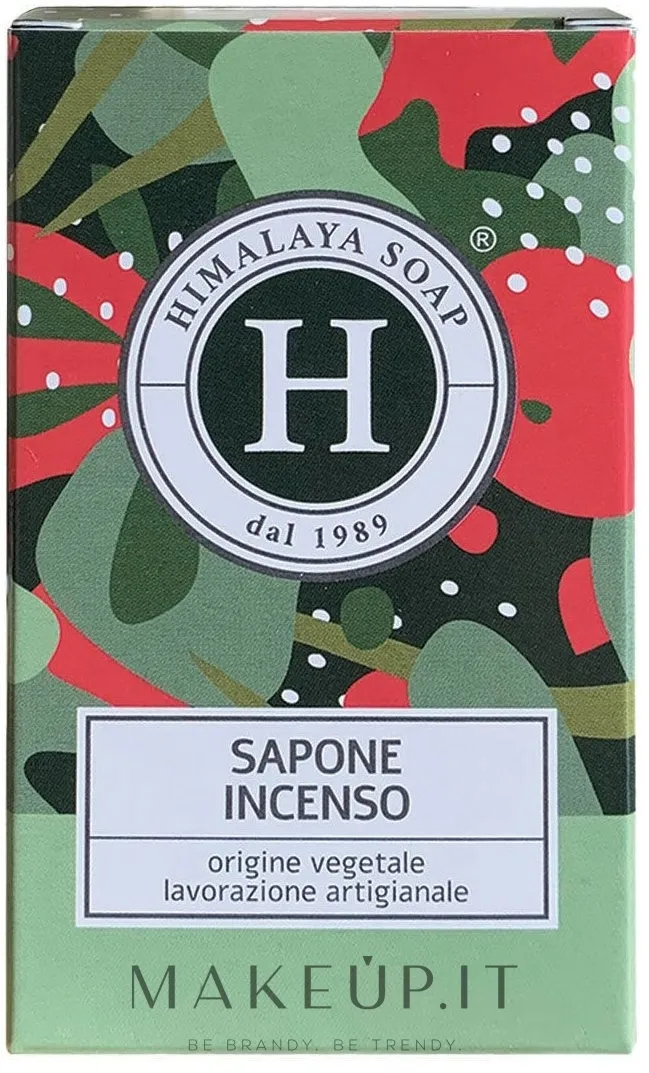 HIMALAYA SOAP
®
H
dal 1989
SAPONE
INCENSO
origine vegetale
lavorazione artigianale
MAKEUP.IT
BE BRANDY. BE TRENDY.